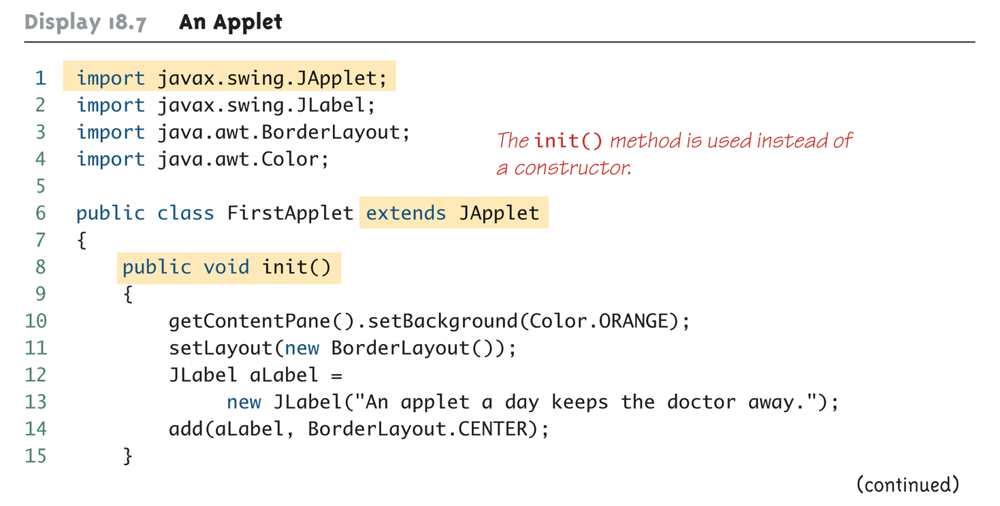 Display 18.7 An Applet
1 import javax.swing.JApplet;
2 import javax.swing.JLabel;
3 import java.awt.BorderLayout;
The init() method is used instead of
4 import java.awt.Color;
a constructor.
5
6 public class FirstApplet extends JApplet
7 {
8     public void init()
9     {
10         getContentPane().setBackground(Color.ORANGE);
11         setLayout(new BorderLayout());
12         JLabel aLabel =
13              new JLabel("An applet a day keeps the doctor away.");
14         add(aLabel, BorderLayout.CENTER);
15     }
(continued)